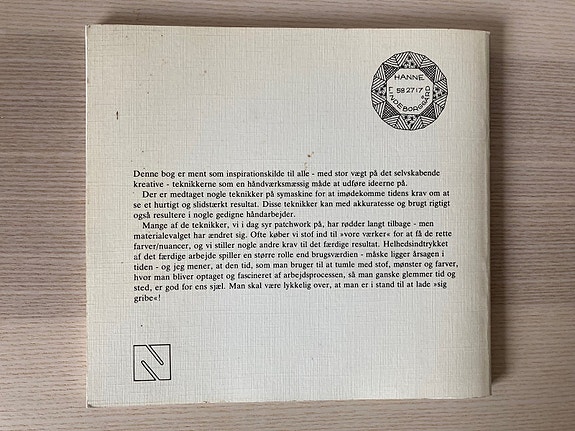 HANNE
58 27 17
LINDEBORGGÅRD
Denne bog er ment som inspirationskilde til alle - med stor vægt på det selvskabende
kreative - teknikkerne som en håndværksmæssig måde at udføre ideerne på.
Der er medtaget nogle teknikker på symaskine for at imødekomme tidens krav om at
se et hurtigt og slidstærkt resultat. Disse teknikker kan med akkuratesse og brugt rigtigt
også resultere i nogle gedigne håndarbejder.
Mange af de teknikker, vi i dag syr patchwork på, har rødder langt tilbage - men
materialevalget har ændret sig. Ofte køber vi stof ind til »vore værker« for at få de rette
farver/nuancer, og vi stiller nogle andre krav til det færdige resultat. Helhedsindtrykket
af det færdige arbejde spiller en større rolle end brugsværdien - måske ligger årsagen i
tiden - og jeg mener, at den tid, som man bruger til at tumle med stof, mønster og farver,
hvor man bliver optaget og fascineret af arbejdsprocessen, så man ganske glemmer tid og
sted, er god for ens sjæl. Man skal være lykkelig over, at man er i stand til at lade »sig
gribe«!